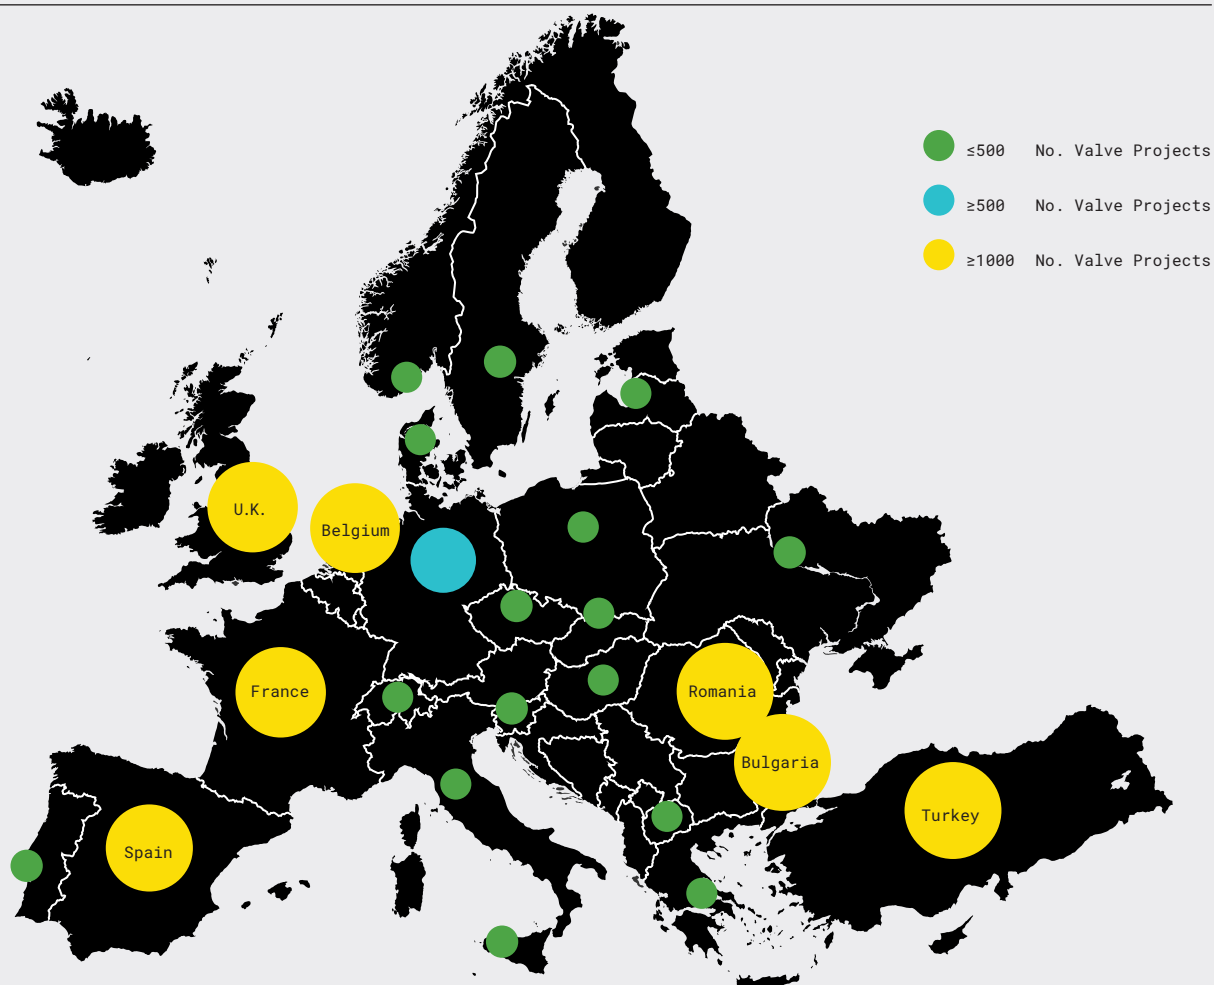 ≤500 No. Valve Projects
≥500 No. Valve Projects
≥1000 No. Valve Projects
U.K.
Belgium
France
Romania
Bulgaria
Turkey
Spain